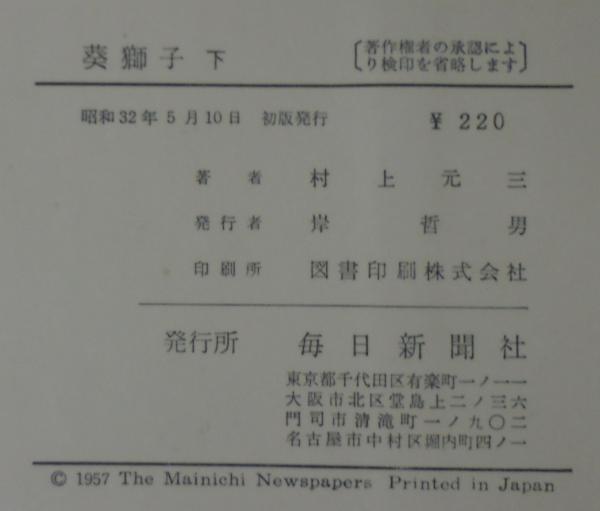 葵獅子 下
著作権者の承認によ
り検印を省略します
昭和32年5月10日 初版発行 ¥220
著者 村上元三
発行者 岸哲男
印刷所 図書印刷株式会社
発行所 毎日新聞社
東京都千代田区有楽町一ノ一一
大阪市北区堂島上二ノ三六
門司市清滝町一ノ九〇二
名古屋市中村区堀内町四ノ一
© 1957 The Mainichi Newspapers Printed in Japan